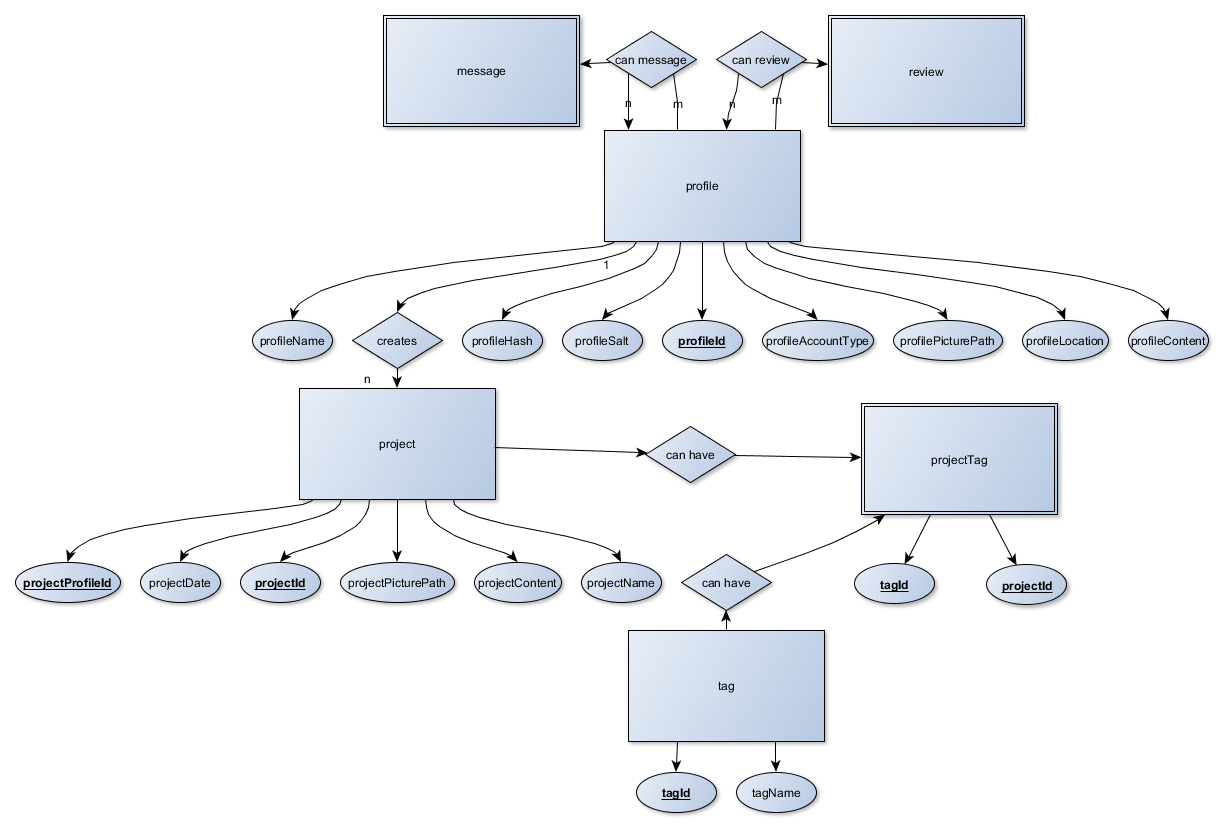 message
can message
can review
review
n
m
n
m
profile
1
profileName
creates
profileHash
profileSalt
profileId
profileAccountType
profilePicturePath
profileLocation
profileContent
n
project
can have
projectTag
projectProfileId
projectDate
projectId
projectPicturePath
projectContent
projectName
can have
tagId
projectId
tag
tagId
tagName